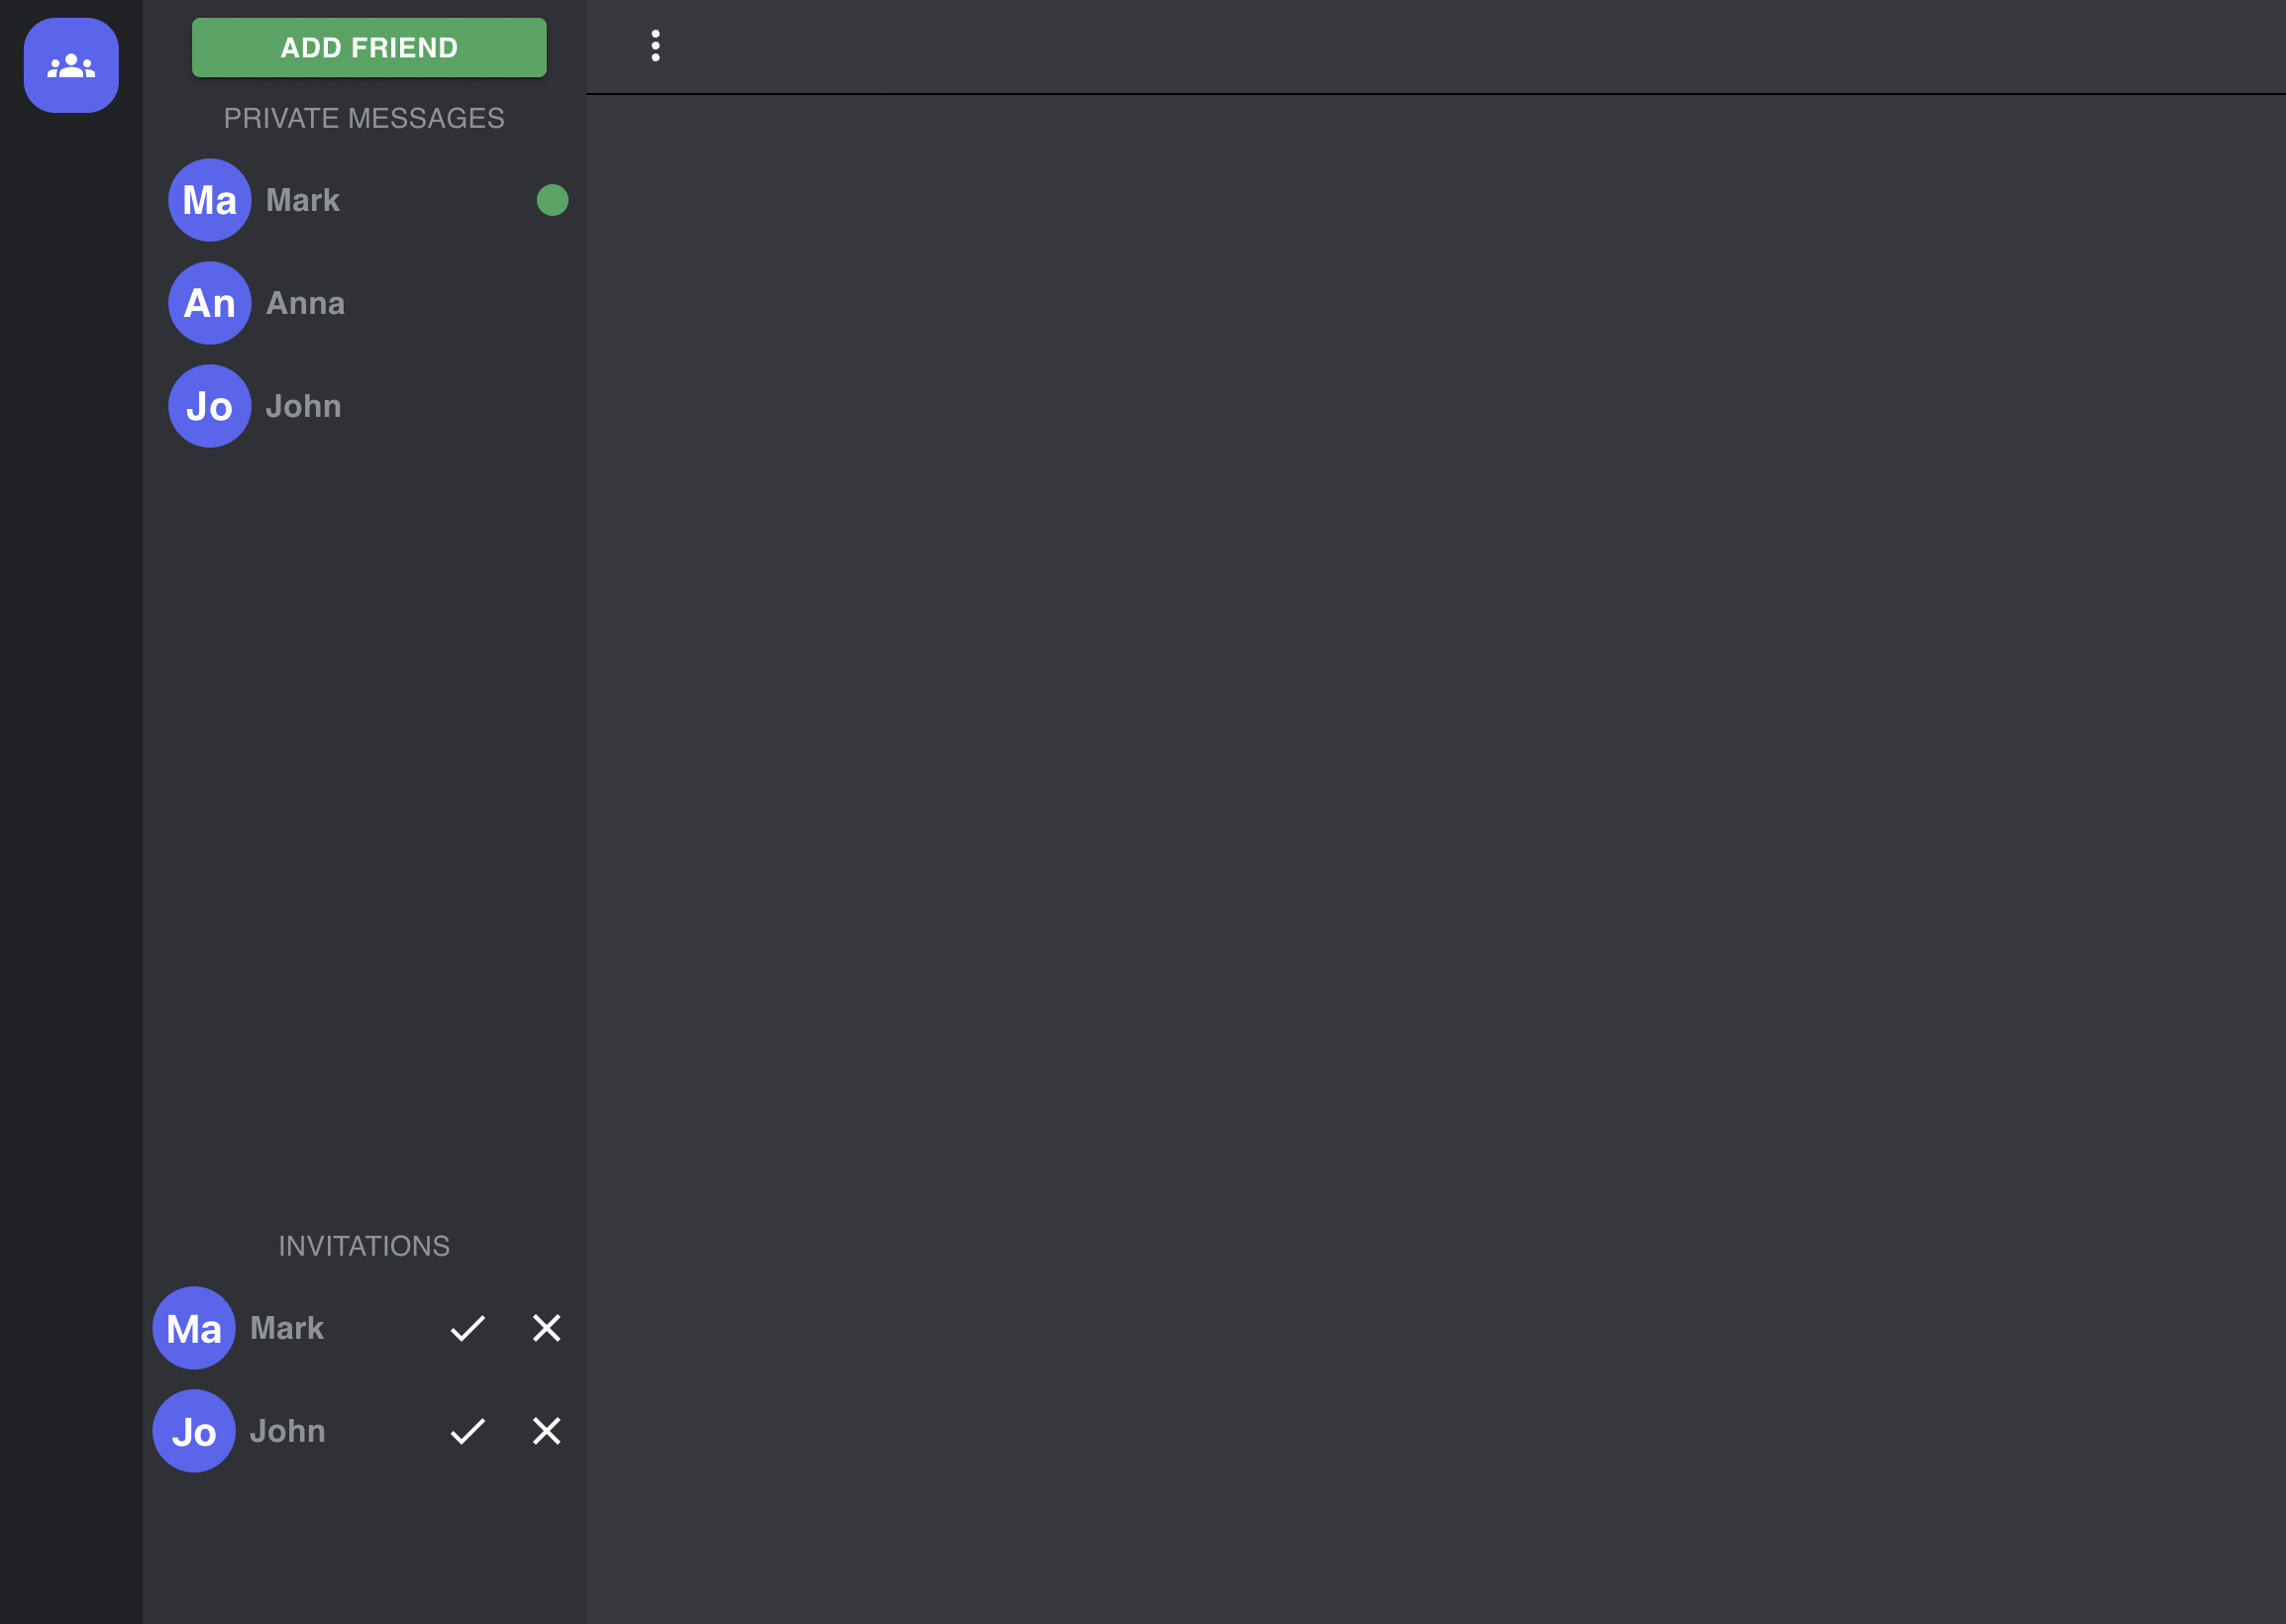 ADD FRIEND
PRIVATE MESSAGES
Ma Mark
An Anna
Jo John
INVITATIONS
Ma Mark
Jo John